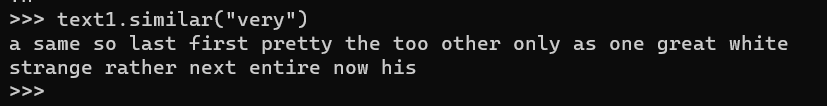 >>> text1.similar("very")
a same so last first pretty the too other only as one great white
strange rather next entire now his
>>>